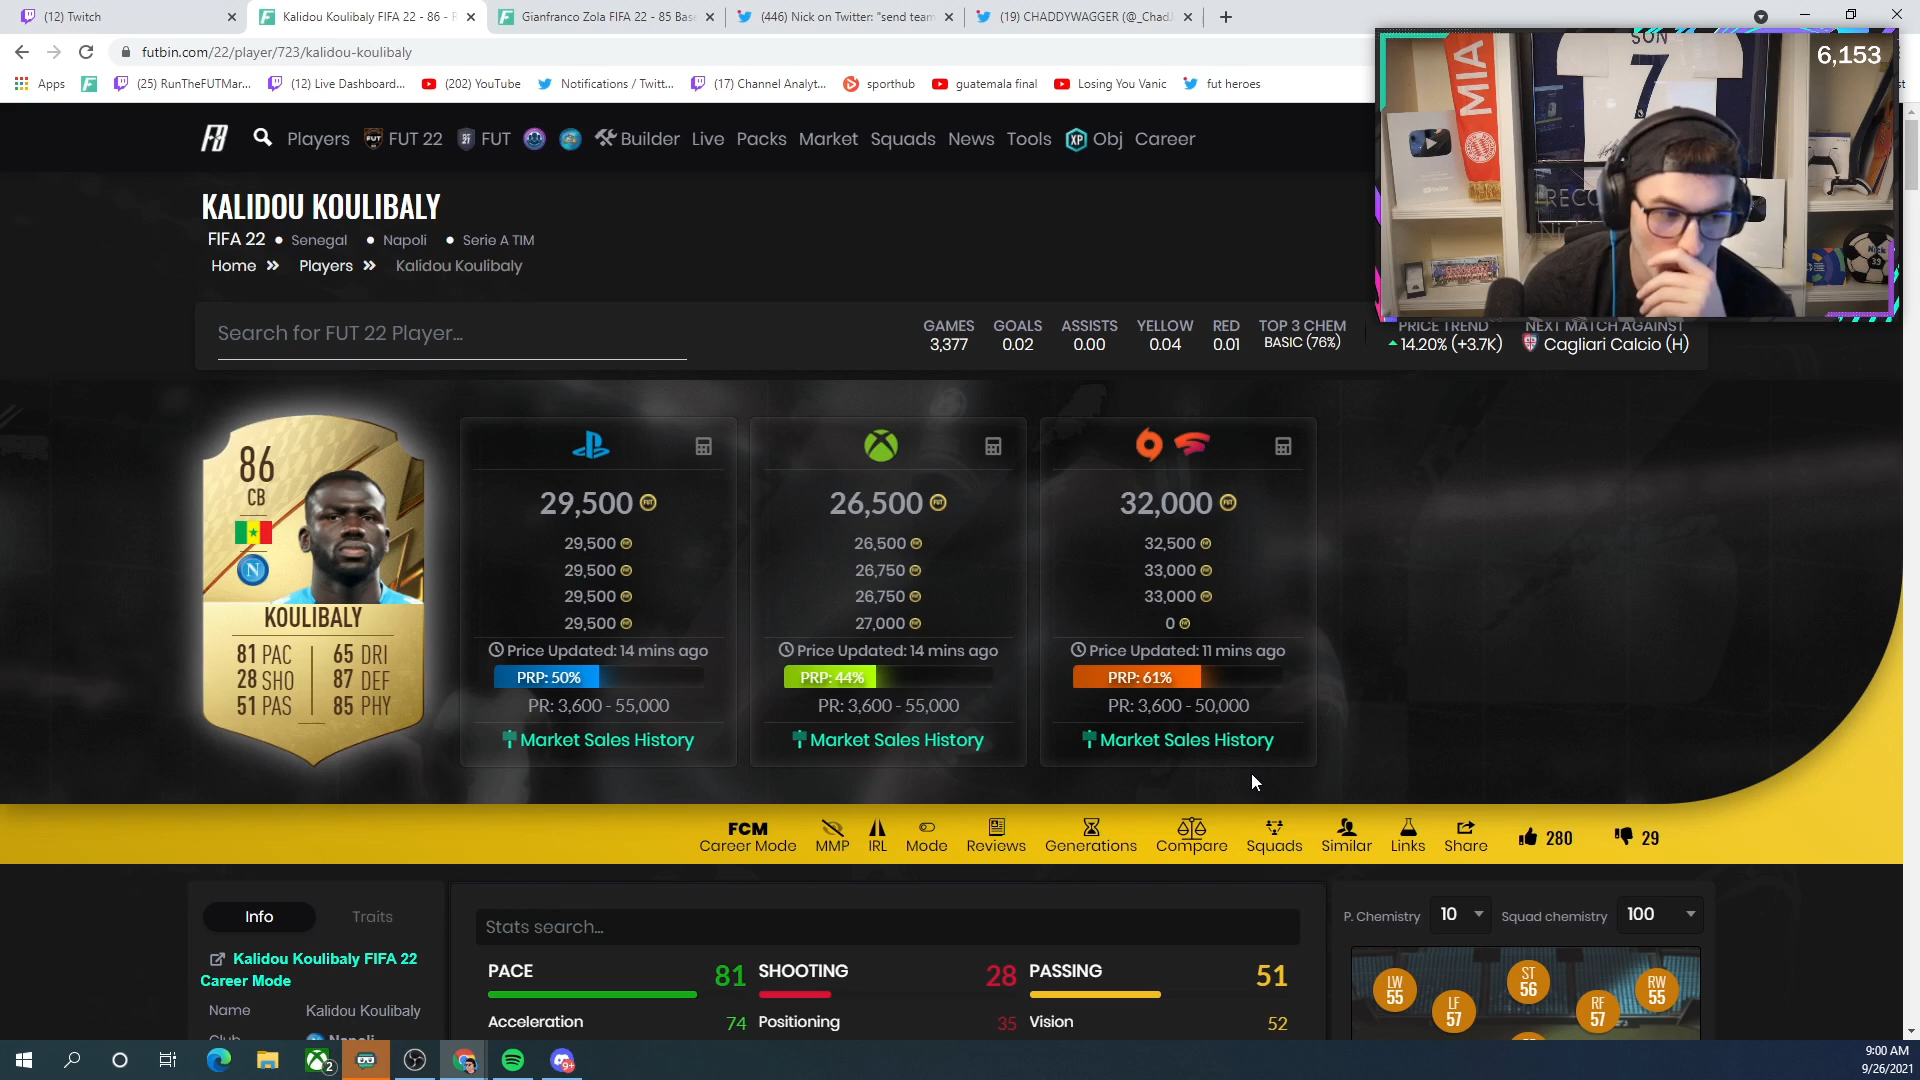 (12) Twitch
Kalidou Koulibaly FIFA 22 - 86 - R
Gianfranco Zola FIFA 22 - 85 Bas
(446) Nick on Twitter: "send team
(19) CHADDYWAGGER (@_ChadJ
futbin.com/22/player/723/kalidou-koulibaly
Apps
(25) RunTheFUTMar...
(12) Live Dashboard...
(202) YouTube
Notifications / Twitt...
(17) Channel Analyt...
sporthub
guatemala final
Losing You Vanic
fut heroes
SON
7
MIA
6,153
Players
FUT 22
FUT
Builder
Live
Packs
Market
Squads
News
Tools
XP Obj
Career
KALIDOU KOULIBALY
FIFA 22 • Senegal • Napoli • Serie A TIM
Home » Players » Kalidou Koulibaly
Search for FUT 22 Player...
GAMES
3,377
GOALS
0.02
ASSISTS
0.00
YELLOW
0.04
RED
0.01
TOP 3 CHEM
BASIC (76%)
PRICE TREND
14.20% (+3.7K)
NEXT MATCH AGAINST
Cagliari Calcio (H)
86
CB
N
KOULIBALY
81 PAC 65 DRI
28 SHO 87 DEF
51 PAS 85 PHY
29,500
29,500
29,500
29,500
29,500
Price Updated: 14 mins ago
PRP: 50%
PR: 3,600 - 55,000
Market Sales History
26,500
26,500
26,750
26,750
27,000
Price Updated: 14 mins ago
PRP: 44%
PR: 3,600 - 55,000
Market Sales History
32,000
32,500
33,000
33,000
0
Price Updated: 11 mins ago
PRP: 61%
PR: 3,600 - 50,000
Market Sales History
FCM
Career Mode
MMP
IRL
Mode
Reviews
Generations
Compare
Squads
Similar
Links
Share
280
29
Info
Traits
Kalidou Koulibaly FIFA 22
Career Mode
Name Kalidou Koulibaly
Club Napoli
Stats search...
PACE 81
SHOOTING 28
PASSING 51
Acceleration 74
Positioning 35
Vision 52
P. Chemistry 10
Squad chemistry 100
LW
55
LF
57
ST
56
RF
57
RW
55
2
9+
9:00 AM
9/26/2021